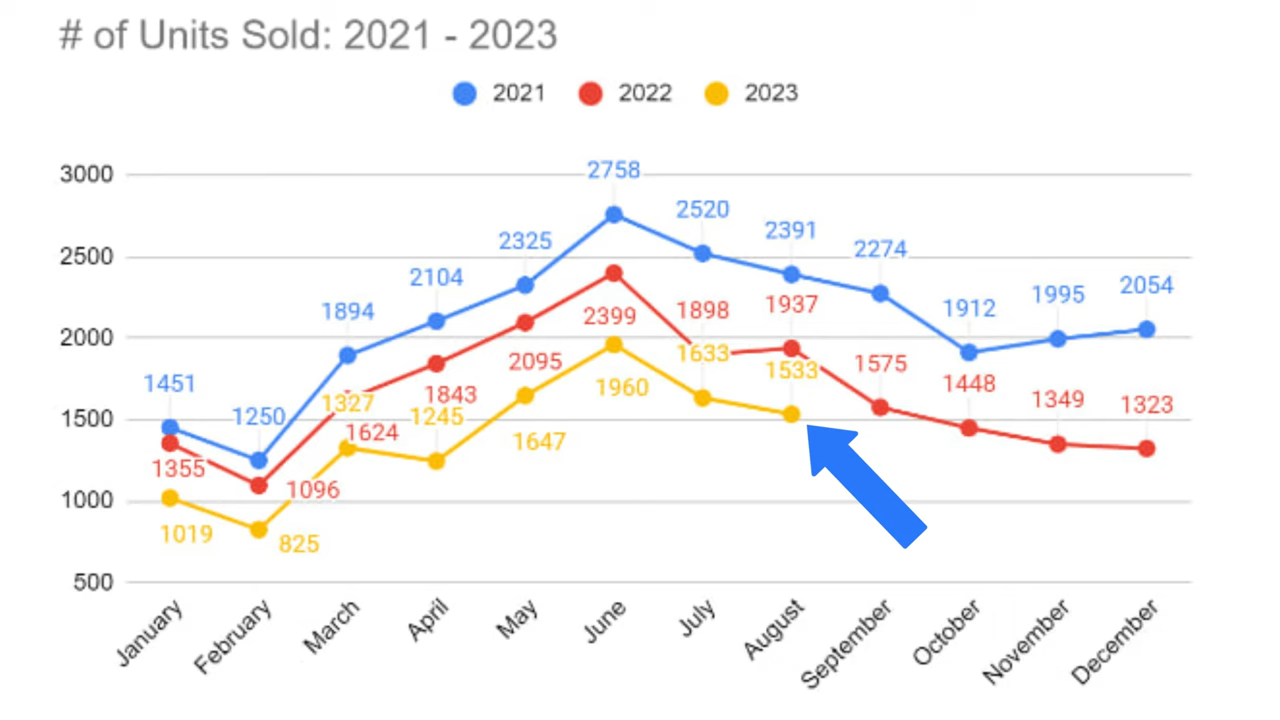 # of Units Sold: 2021 - 2023
2021 2022 2023
3000
2500
2000
1500
1000
500
1451 1250 1894 2104 2325 2758 2520 2391 2274 1912 1995 2054
1355 1096 1624 1843 2095 2399 1898 1937 1575 1448 1349 1323
1019 825 1327 1245 1647 1960 1633 1533
January February March April May June July August September October November December